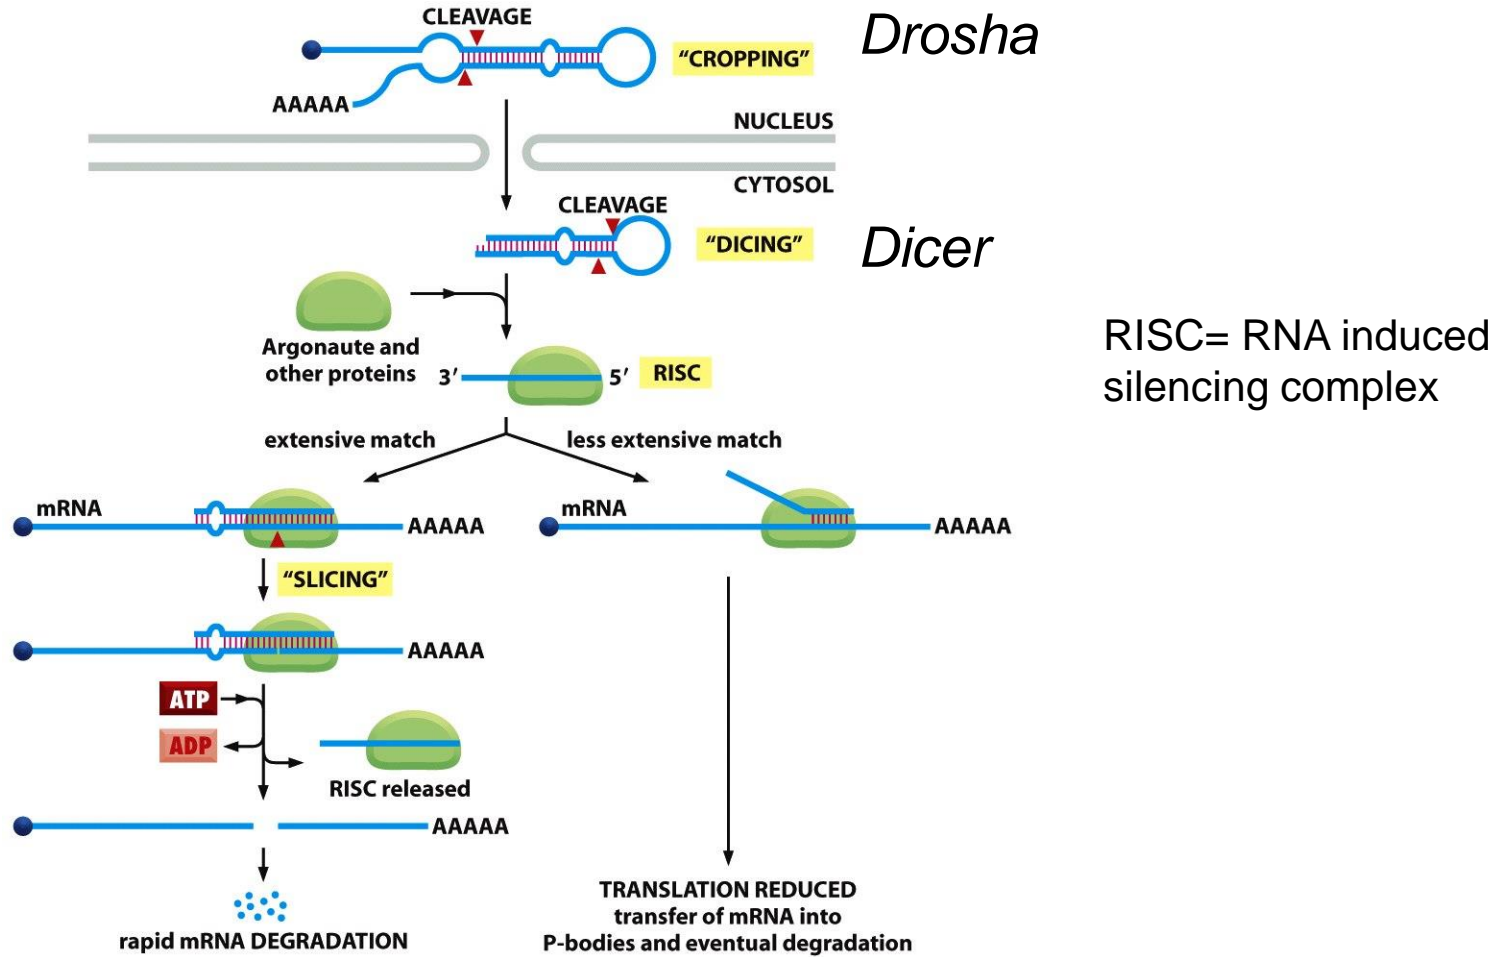 CLEAVAGE
Drosha
“CROPPING”
AAAAA
NUCLEUS
CYTOSOL
CLEAVAGE
“DICING”
Dicer
Argonaute and
other proteins
3′
5′
RISC
RISC= RNA induced
silencing complex
extensive match
less extensive match
mRNA
AAAAA
mRNA
AAAAA
“SLICING”
AAAAA
ATP
ADP
RISC released
AAAAA
rapid mRNA DEGRADATION
TRANSLATION REDUCED
transfer of mRNA into
P-bodies and eventual degradation